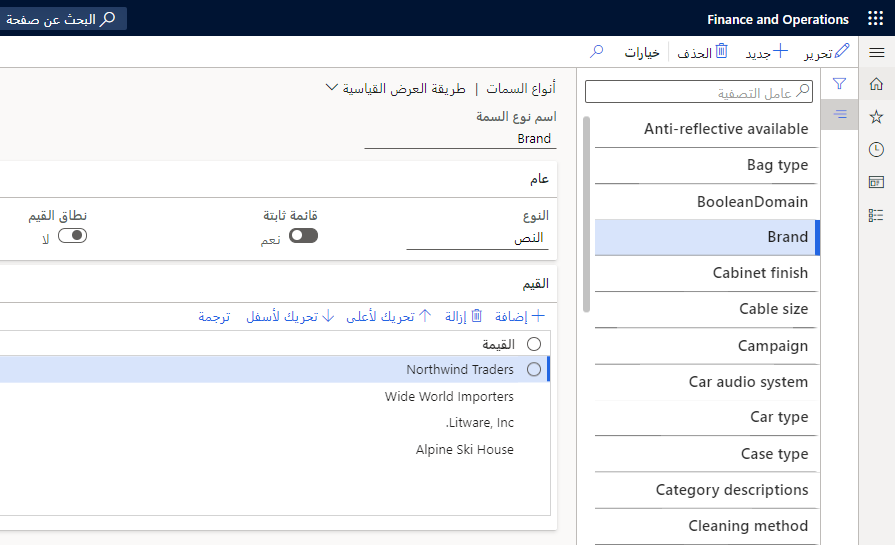 Finance and Operations
البحث عن صفحة
تحرير
جديد
الحذف
خيارات
عامل التصفية
Anti-reflective available
Bag type
BooleanDomain
Brand
Cabinet finish
Cable size
Campaign
Car audio system
Car type
Case type
Category descriptions
Cleaning method
أنواع السمات | طريقة العرض القياسية
اسم نوع السمة
Brand
عام
النوع
النص
قائمة ثابتة
نعم
نطاق القيم
لا
القيم
إضافة
إزالة
تحريك لأعلى
تحريك لأسفل
ترجمة
القيمة
Northwind Traders
Wide World Importers
.Litware, Inc
Alpine Ski House